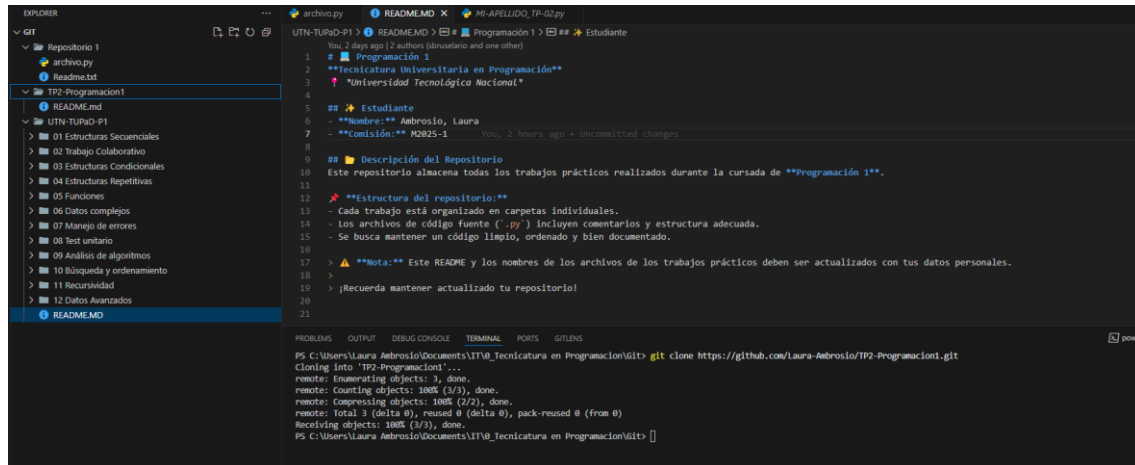 EXPLORER
GIT
Repositorio 1
archivo.py
Readme.txt
TP2-Programacion1
README.md
UTN-TUPaD-P1
01 Estructuras Secuenciales
02 Trabajo Colaborativo
03 Estructuras Condicionales
04 Estructuras Repetitivas
05 Funciones
06 Datos complejos
07 Manejo de errores
08 Test unitario
09 Análisis de algoritmos
10 Búsqueda y ordenamiento
11 Recursividad
12 Datos Avanzados
README.MD
archivo.py README.MD X MI-APELLIDO_TP-02.py
UTN-TUPaD-P1 > README.MD > # Programación 1 > ## Estudiante
You, 2 days ago | 2 authors (sbruselario and one other)
1 # Programación 1
2 **Tecnicatura Universitaria en Programación**
3 *Universidad Tecnológica Nacional*
4
5 ## Estudiante
6 - **Nombre:** Ambrosio, Laura
7 - **Comisión:** M2025-1 You, 2 hours ago • Uncommitted changes
8
9 ## Descripción del Repositorio
10 Este repositorio almacena todas los trabajos prácticos realizados durante la cursada de **Programación 1**.
11
12 **Estructura del repositorio:**
13 - Cada trabajo está organizado en carpetas individuales.
14 - Los archivos de código fuente (`.py`) incluyen comentarios y estructura adecuada.
15 - Se busca mantener un código limpio, ordenado y bien documentado.
16
17 > **Nota:** Este README y los nombres de los archivos de los trabajos prácticos deben ser actualizados con tus datos personales.
18 >
19 > ¡Recuerda mantener actualizado tu repositorio!
20
21
PROBLEMS OUTPUT DEBUG CONSOLE TERMINAL PORTS GITLENS pow
PS C:\Users\Laura Ambrosio\Documents\IT\0_Tecnicatura en Programacion\Git> git clone https://github.com/Laura-Ambrosio/TP2-Programacion1.git
Cloning into 'TP2-Programacion1'...
remote: Enumerating objects: 3, done.
remote: Counting objects: 100% (3/3), done.
remote: Compressing objects: 100% (2/2), done.
remote: Total 3 (delta 0), reused 0 (delta 0), pack-reused 0 (from 0)
Receiving objects: 100% (3/3), done.
PS C:\Users\Laura Ambrosio\Documents\IT\0_Tecnicatura en Programacion\Git>